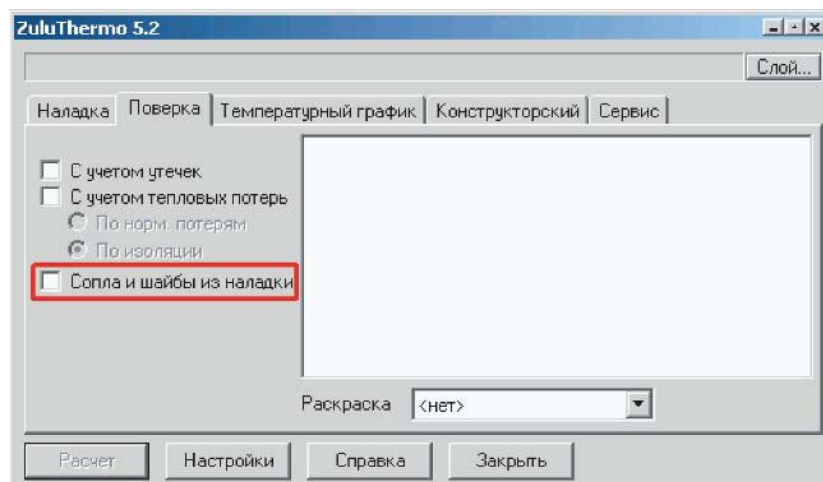 ZuluThermo 5.2
Слой...
Наладка Поверка Температурный график Конструкторский Сервис
С учетом утечек
С учетом тепловых потерь
По норм. потерям
По изоляции
Сопла и шайбы из наладки
Раскраска <нет>
Расчет Настройки Справка Закрыть